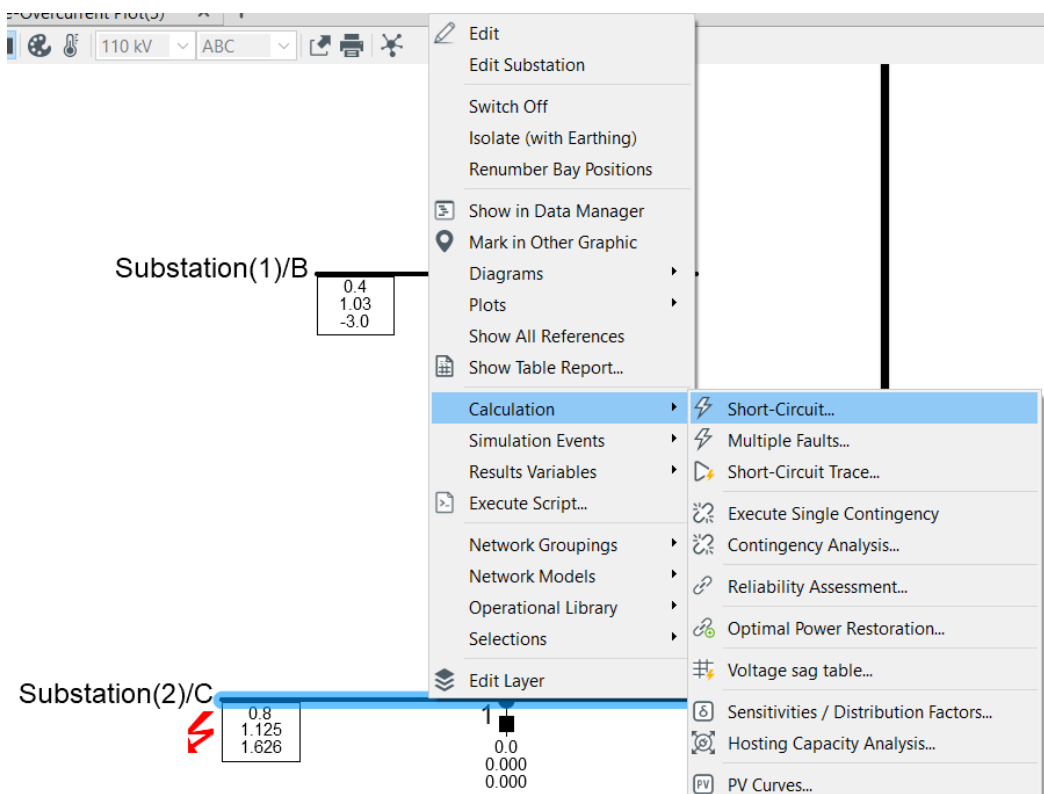 e-Overcurrent Plot(3)
110 kV
ABC
Edit
Edit Substation
Switch Off
Isolate (with Earthing)
Renumber Bay Positions
Show in Data Manager
Mark in Other Graphic
Diagrams
Plots
Show All References
Show Table Report...
Calculation
Simulation Events
Results Variables
Execute Script...
Network Groupings
Network Models
Operational Library
Selections
Edit Layer
Short-Circuit...
Multiple Faults...
Short-Circuit Trace...
Execute Single Contingency
Contingency Analysis...
Reliability Assessment...
Optimal Power Restoration...
Voltage sag table...
Sensitivities / Distribution Factors...
Hosting Capacity Analysis...
PV
PV Curves...
Substation(1)/B
0.4
1.03
-3.0
Substation(2)/C
0.8
1.125
1.626
1
0.0
0.000
0.000